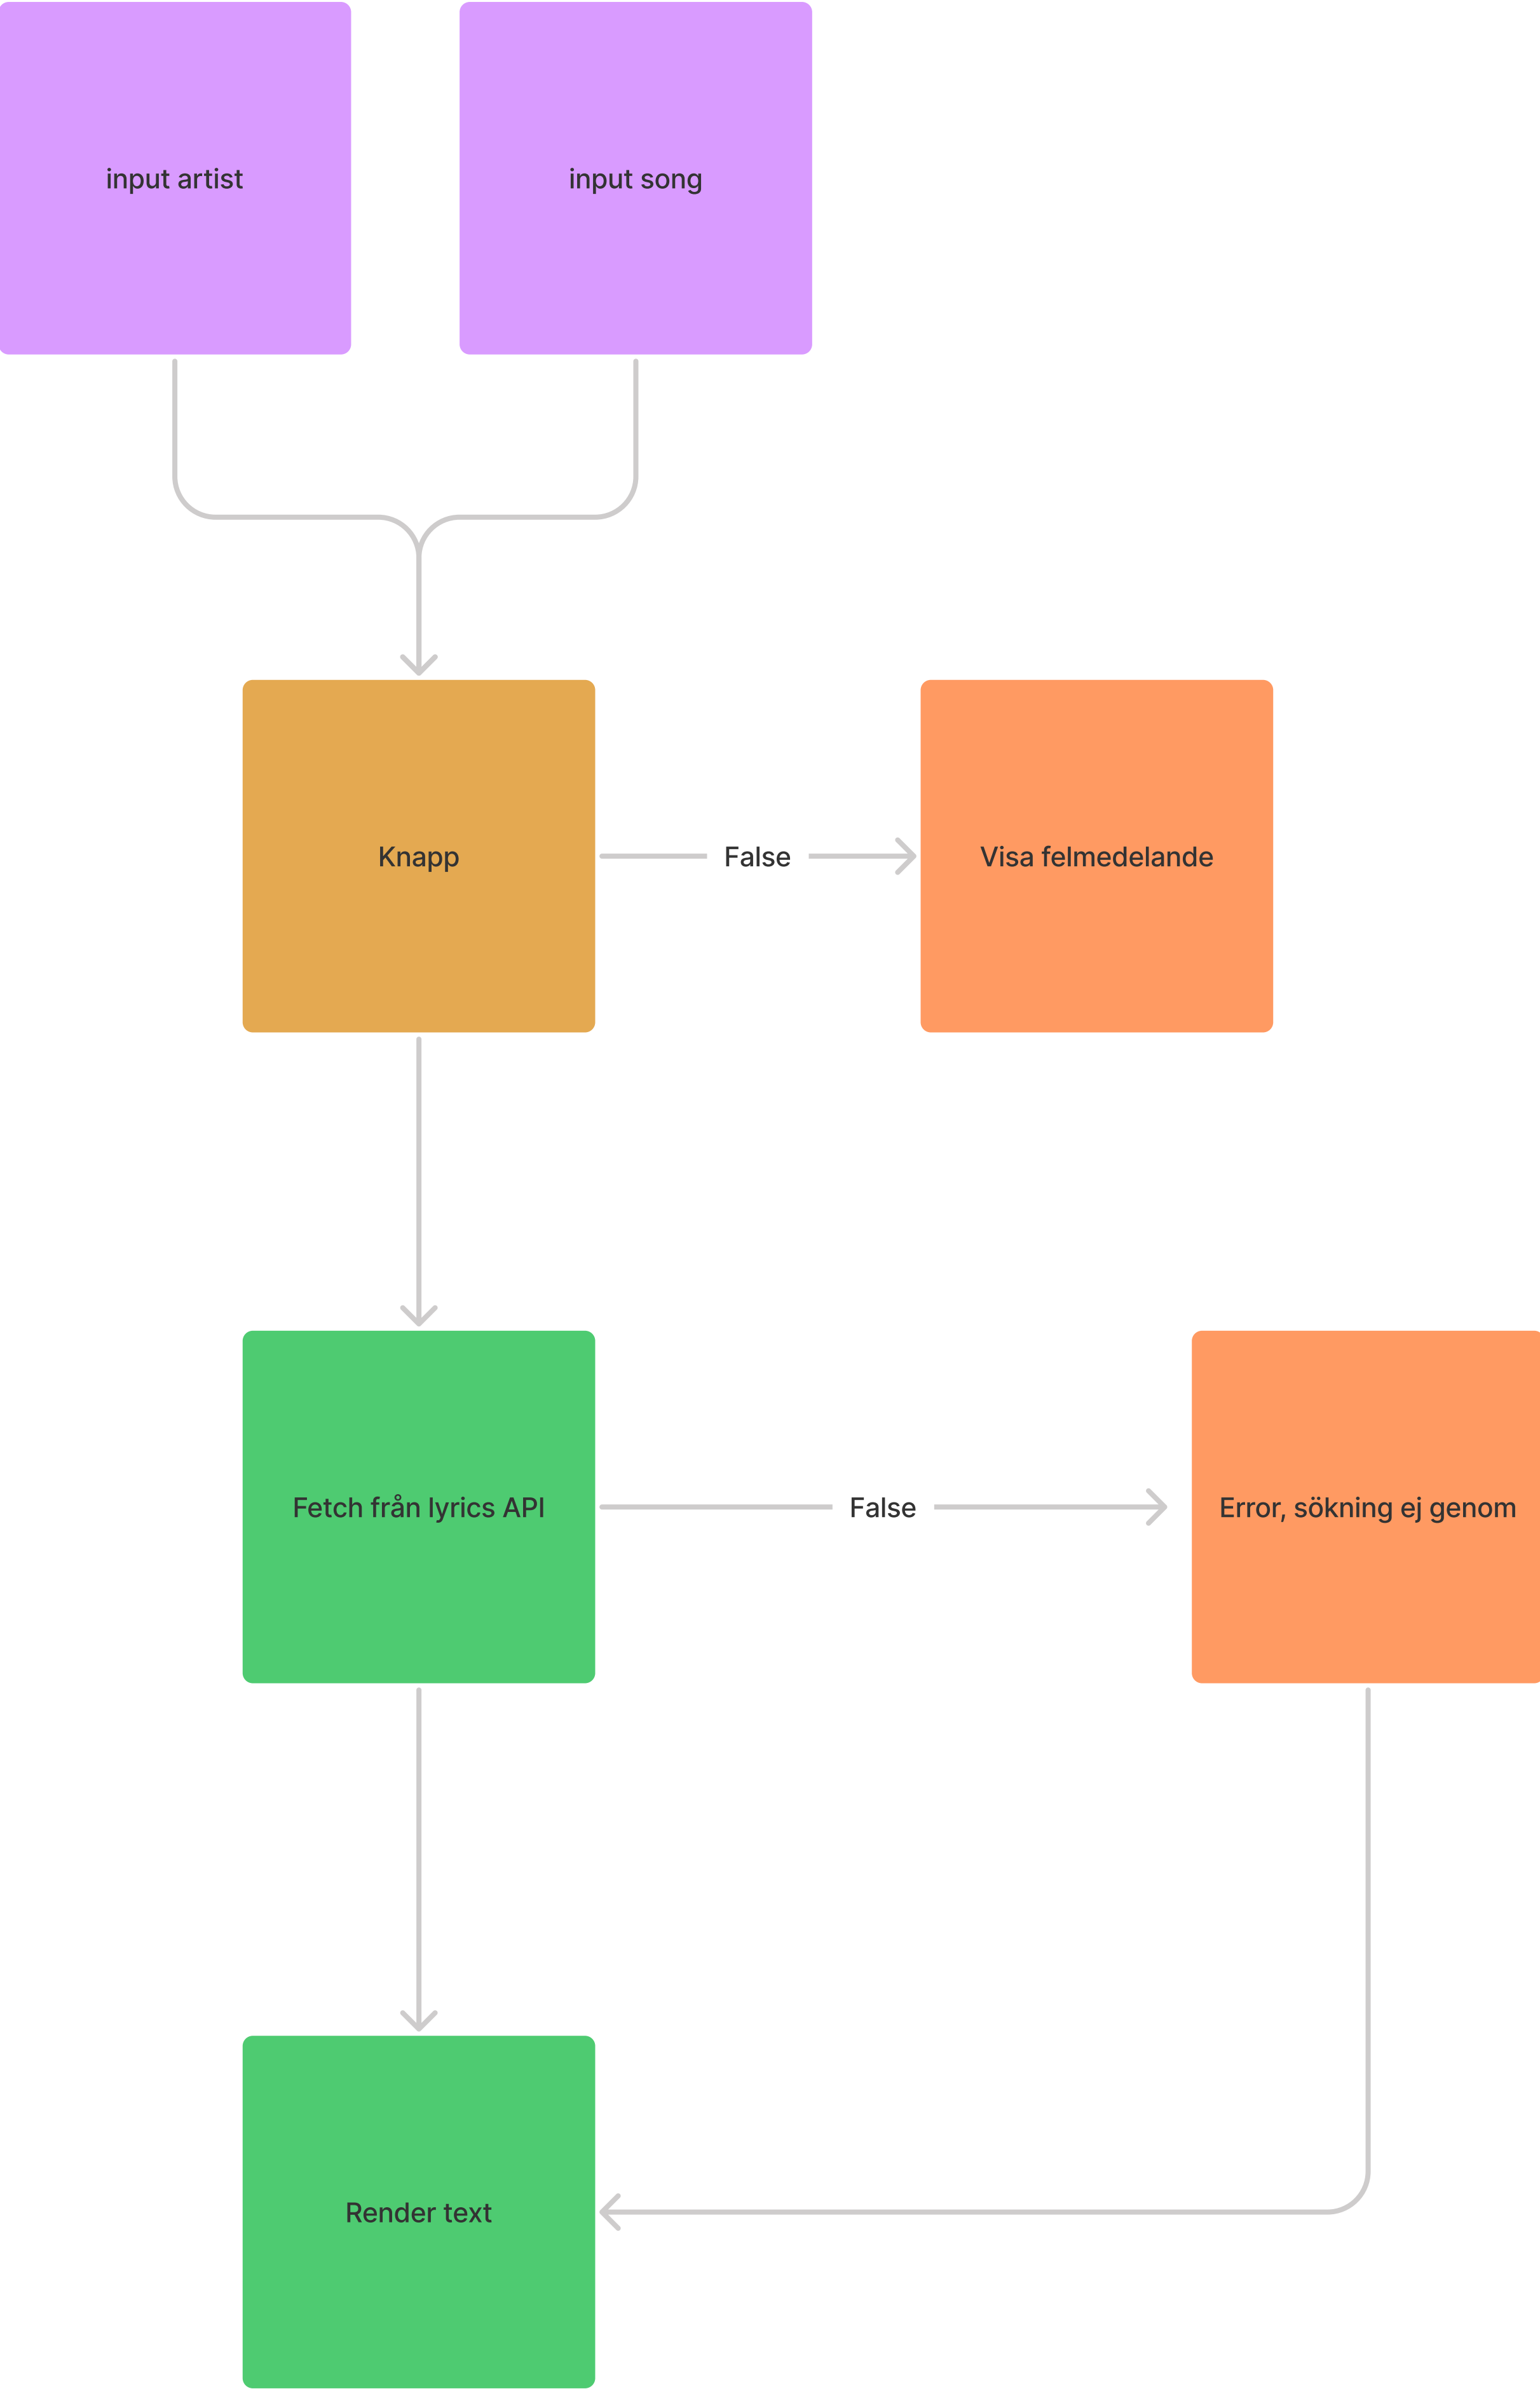 input artist
input song
Knapp
False
Visa felmedelande
Fetch från lyrics API
False
Error, sökning ej genom
Render text